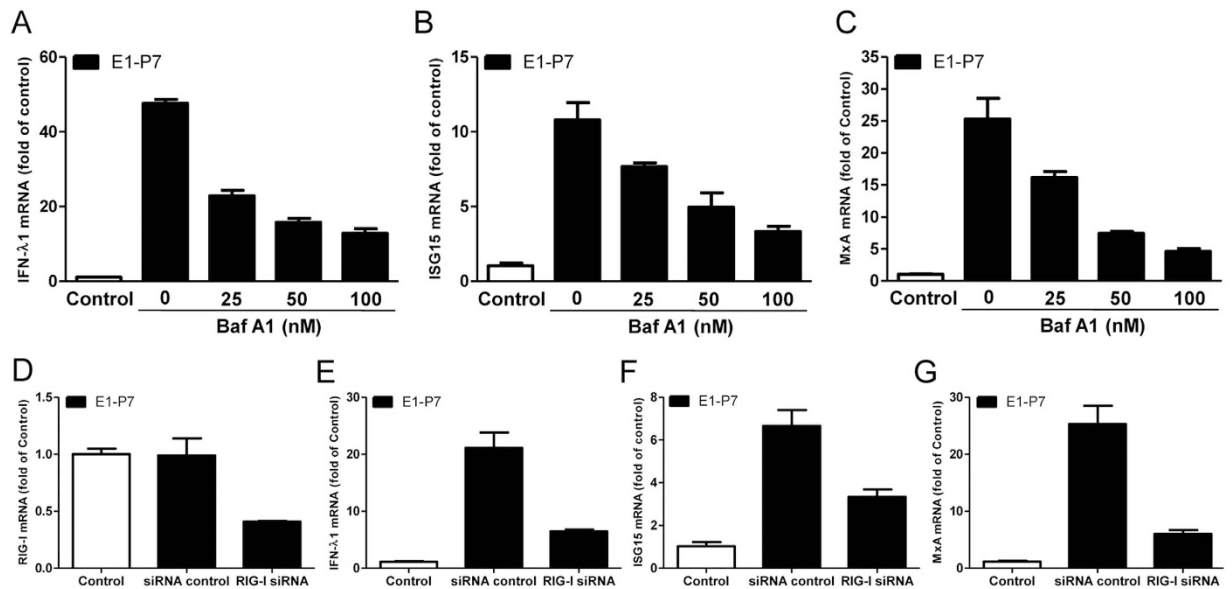 A
IFN-λ1 mRNA (fold of control)
60
40
20
0
E1-P7
Control
0
25
50
100
Baf A1 (nM)
B
ISG15 mRNA (fold of control)
15
10
5
0
E1-P7
Control
0
25
50
100
Baf A1 (nM)
C
MxA mRNA (fold of Control)
35
30
25
20
15
10
5
0
E1-P7
Control
0
25
50
100
Baf A1 (nM)
D
RIG-I mRNA (fold of Control)
1.5
1.0
0.5
0.0
E1-P7
Control
siRNA control
RIG-I siRNA
E
IFN-λ1 mRNA (fold of Control)
30
20
10
0
E1-P7
Control
siRNA control
RIG-I siRNA
F
ISG15 mRNA (fold of Control)
8
6
4
2
0
E1-P7
Control
siRNA control
RIG-I siRNA
G
MxA mRNA (fold of Control)
30
20
10
0
E1-P7
Control
siRNA control
RIG-I siRNA